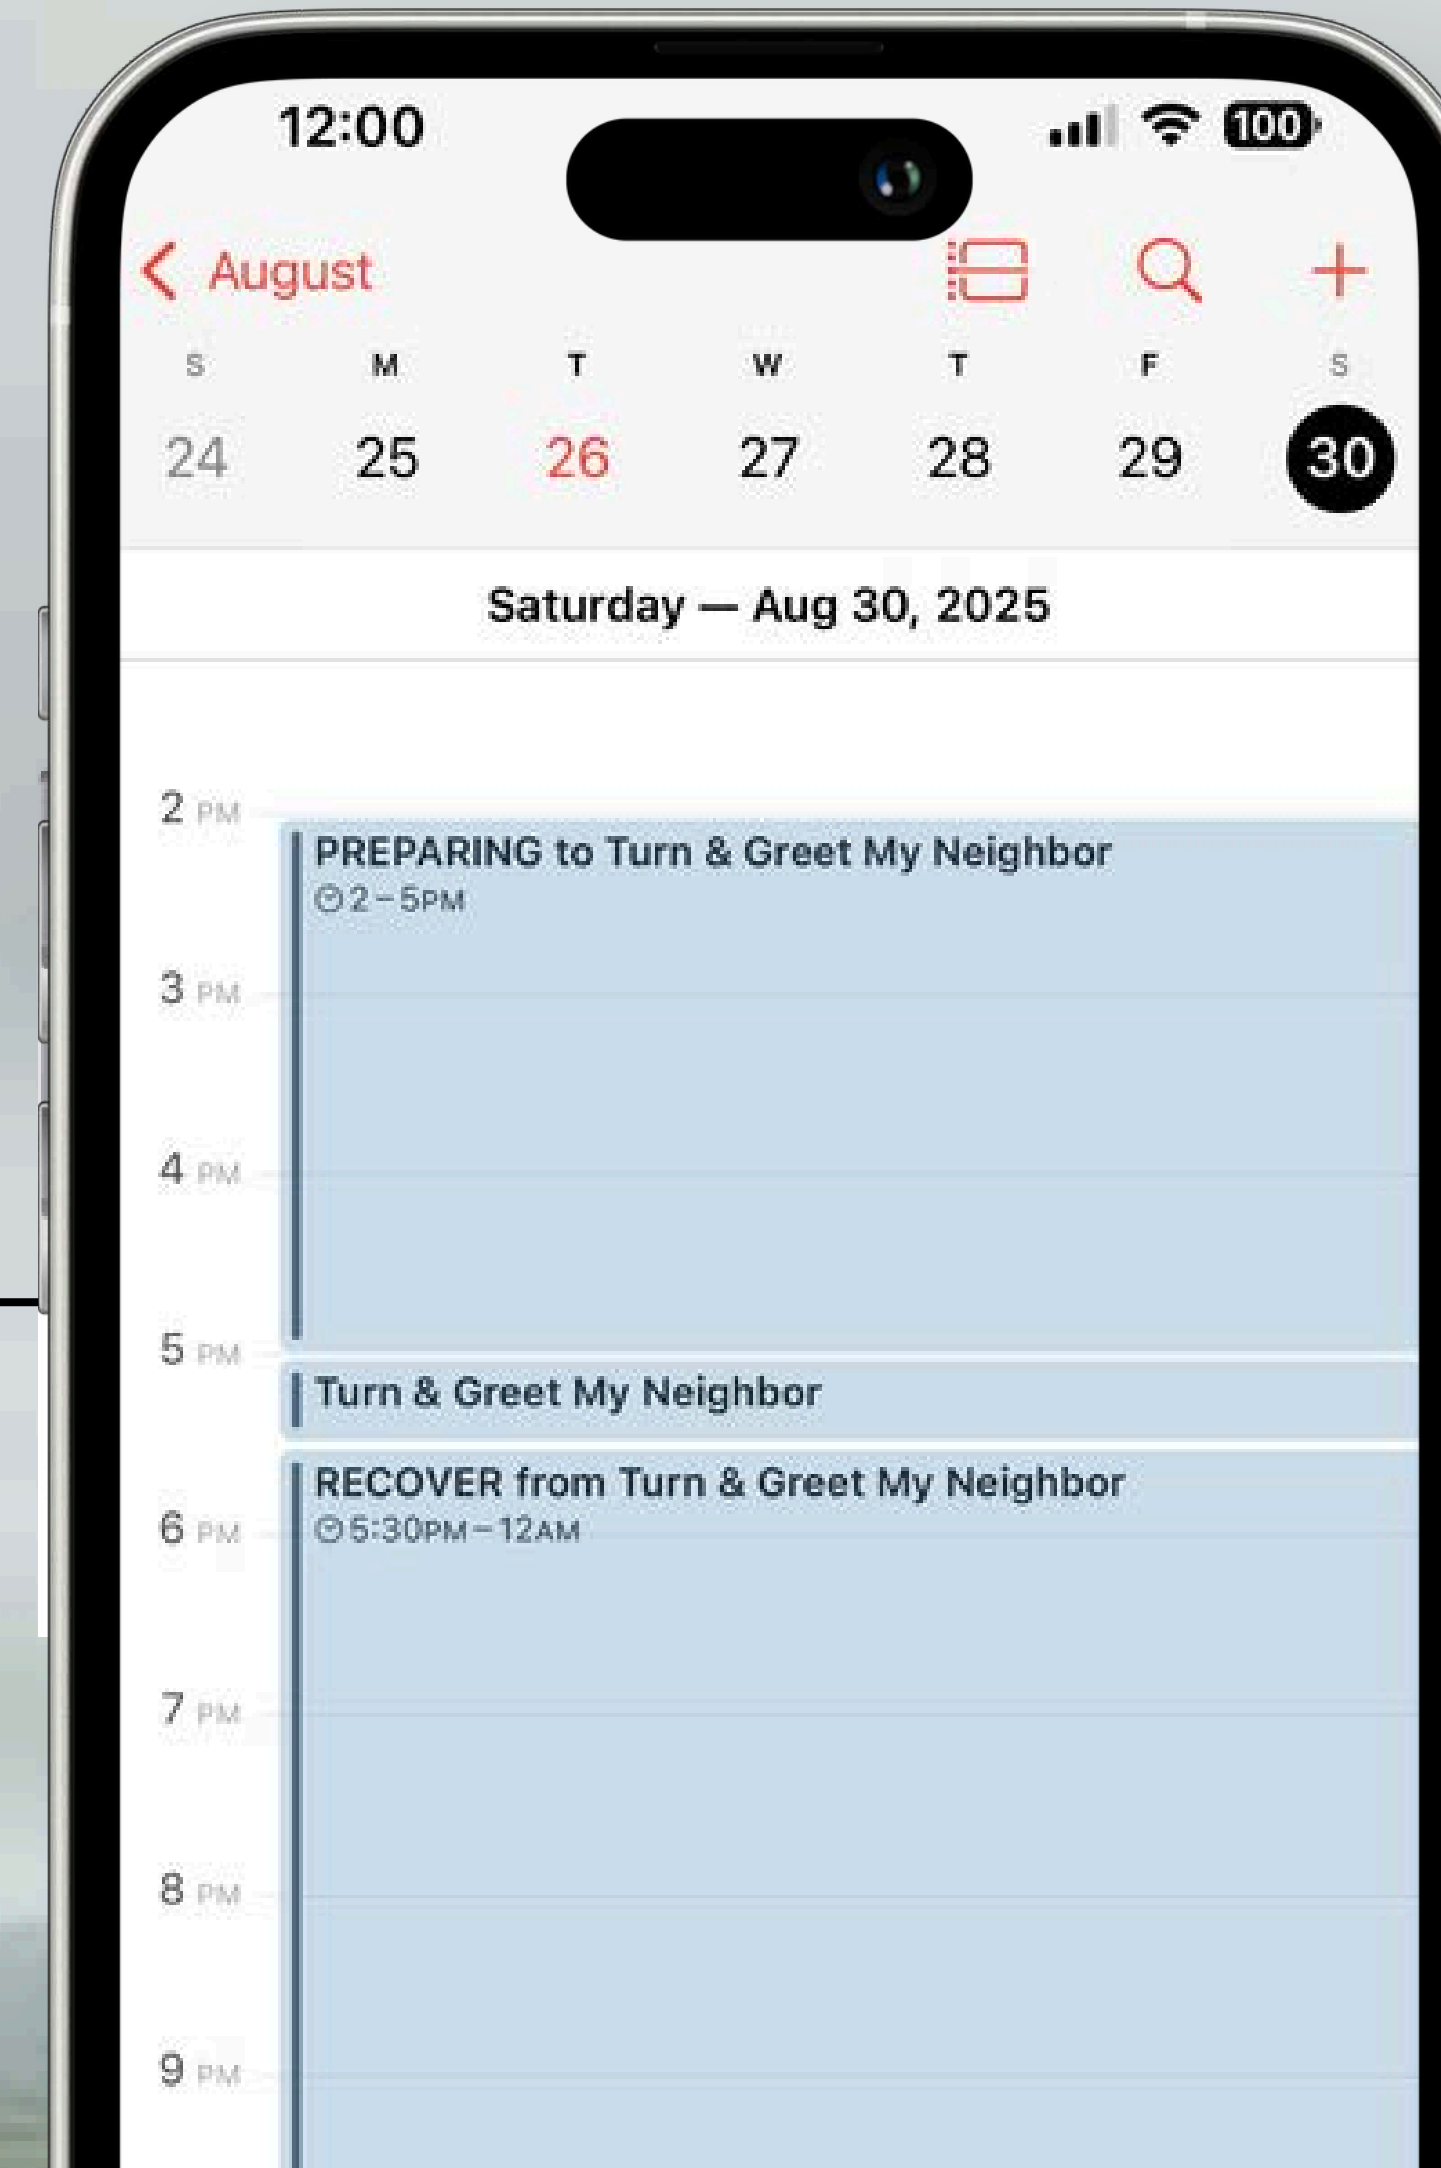 12:00 100
August
S M T W T F S
24 25 26 27 28 29 30
Saturday — Aug 30, 2025
2 PM
PREPARING to Turn & Greet My Neighbor
2 – 5PM
3 PM
4 PM
5 PM
Turn & Greet My Neighbor
RECOVER from Turn & Greet My Neighbor
6 PM
5:30PM – 12AM
7 PM
8 PM
9 PM